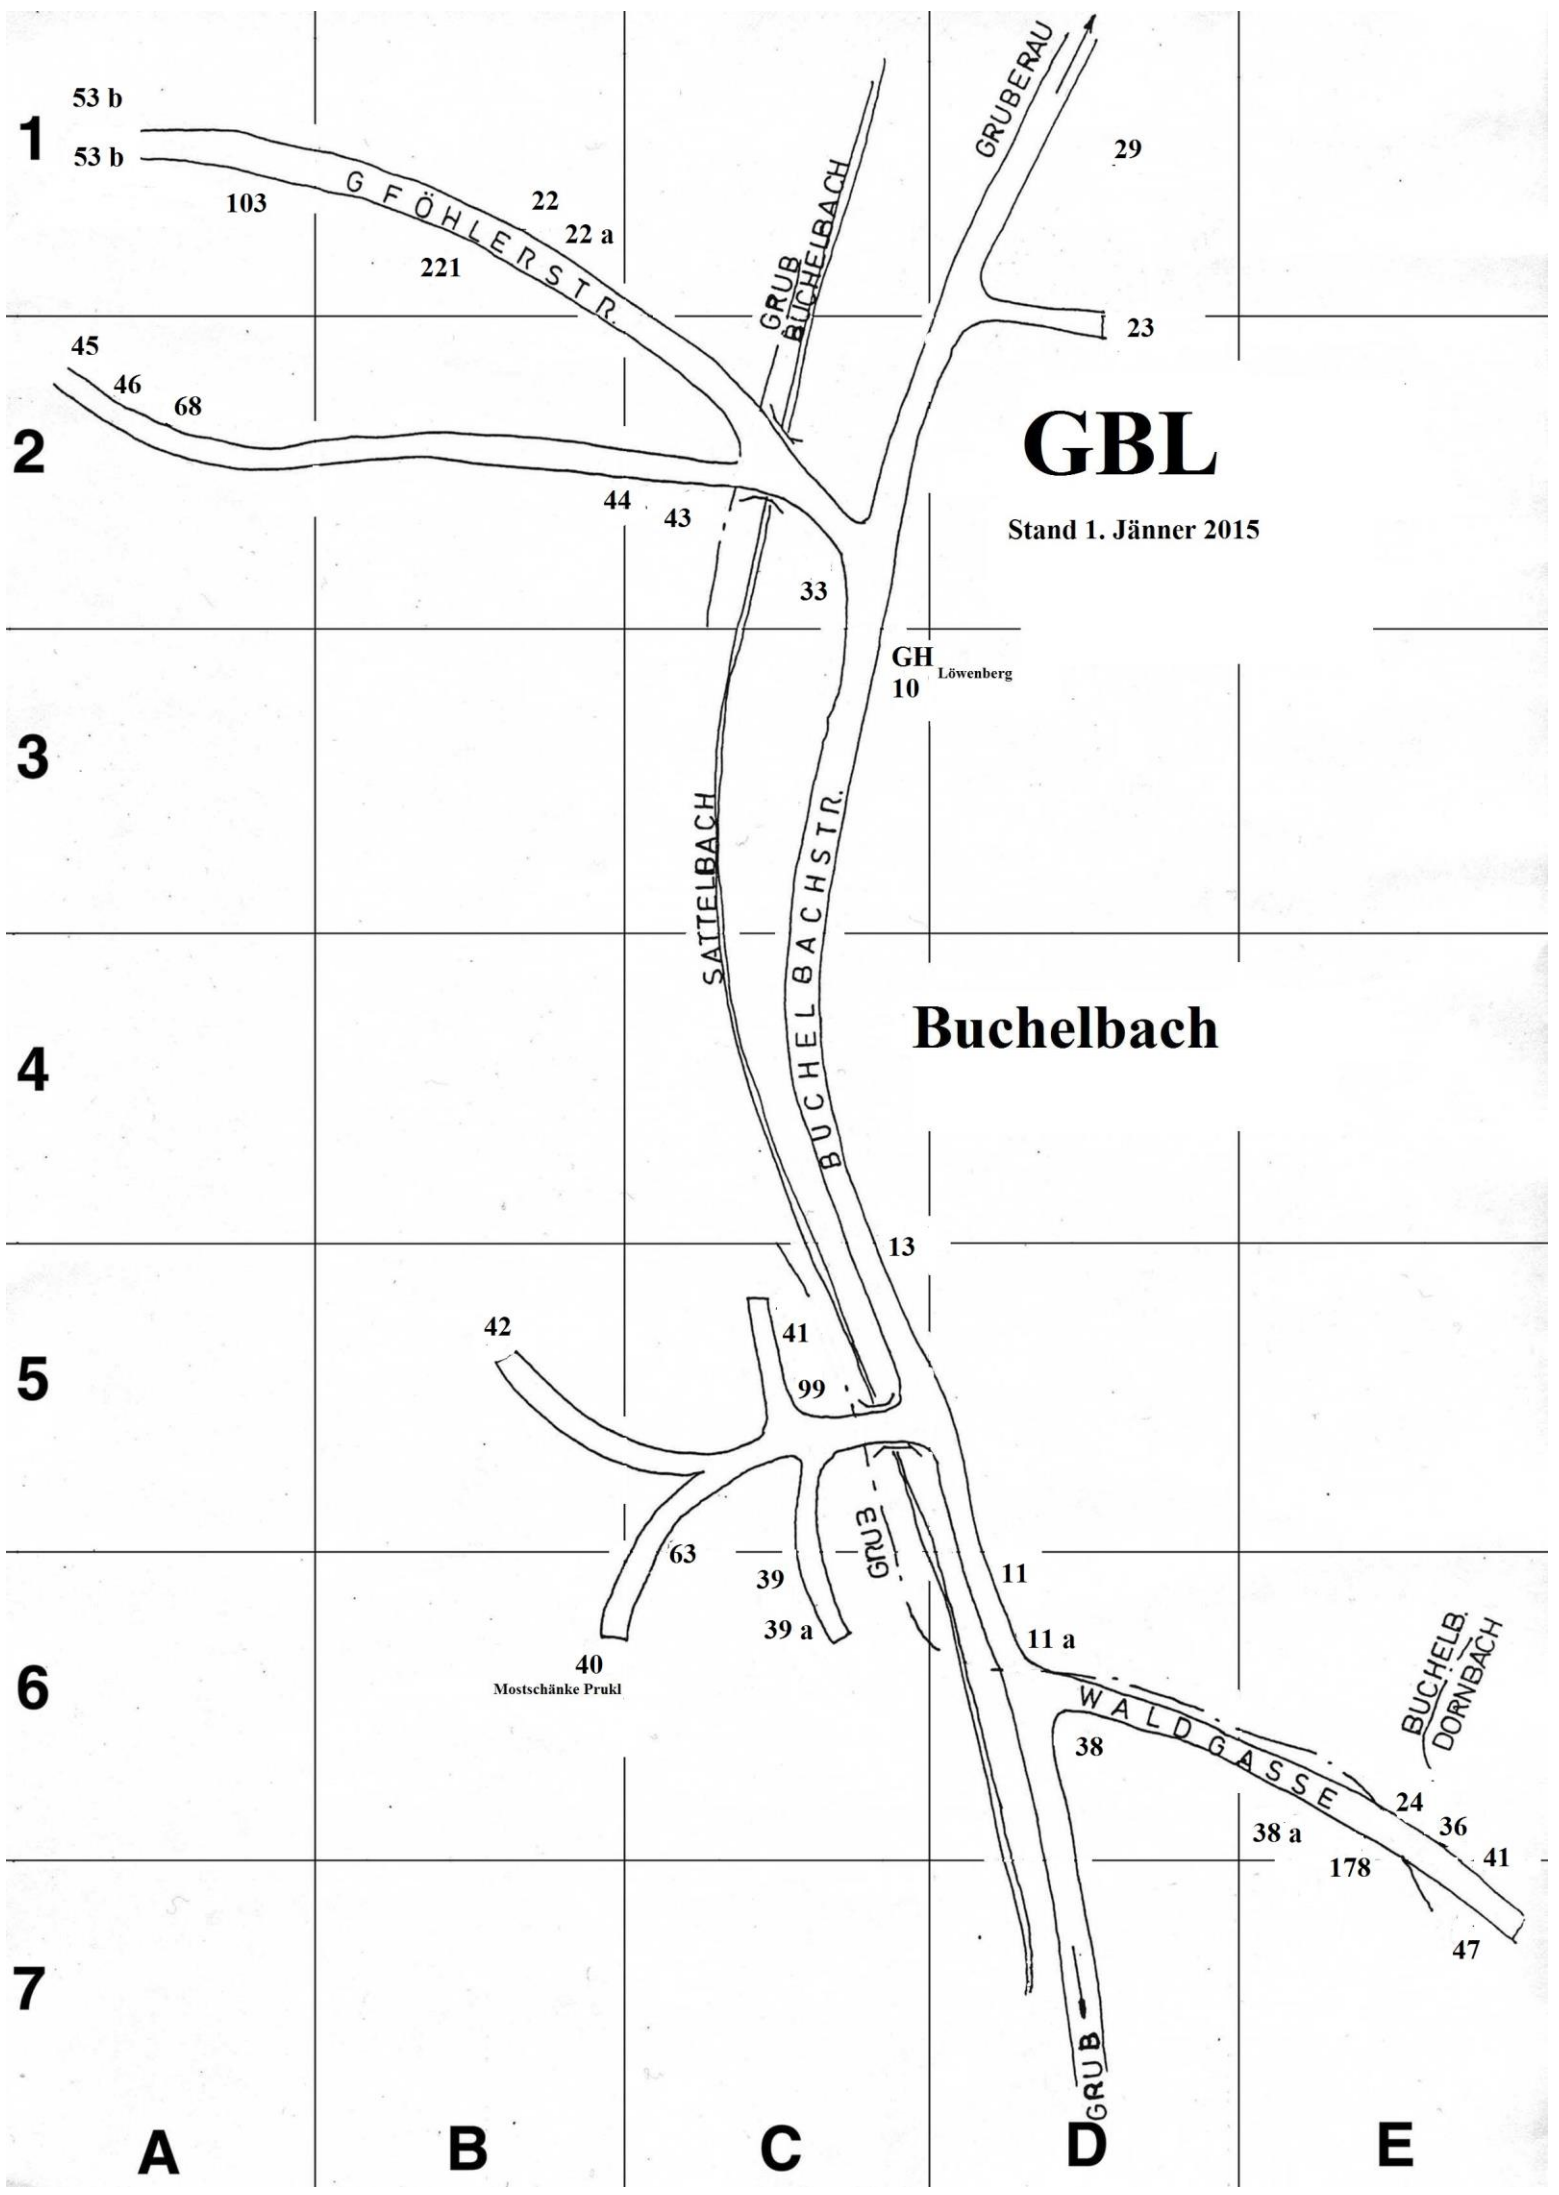 GRUBERAU
53 b
1
29
53 b
GRUB
BUCHELBACH
GFÖHLERSTR.
22
103
22 a
221
23
45
46
68
GBL
2
44
43
Stand 1. Jänner 2015
33
GH
10
Löwenberg
3
SATTELBACH
BUCHELBACHSTR.
Buchelbach
4
13
42
41
5
99
GRUB
63
39
11
39 a
11 a
40
Mostschänke Prukl
6
BUCHELB.
DORNBACH
WALDGASSE
38
24
36
38 a
41
178
47
7
GRUB
A
B
C
D
E